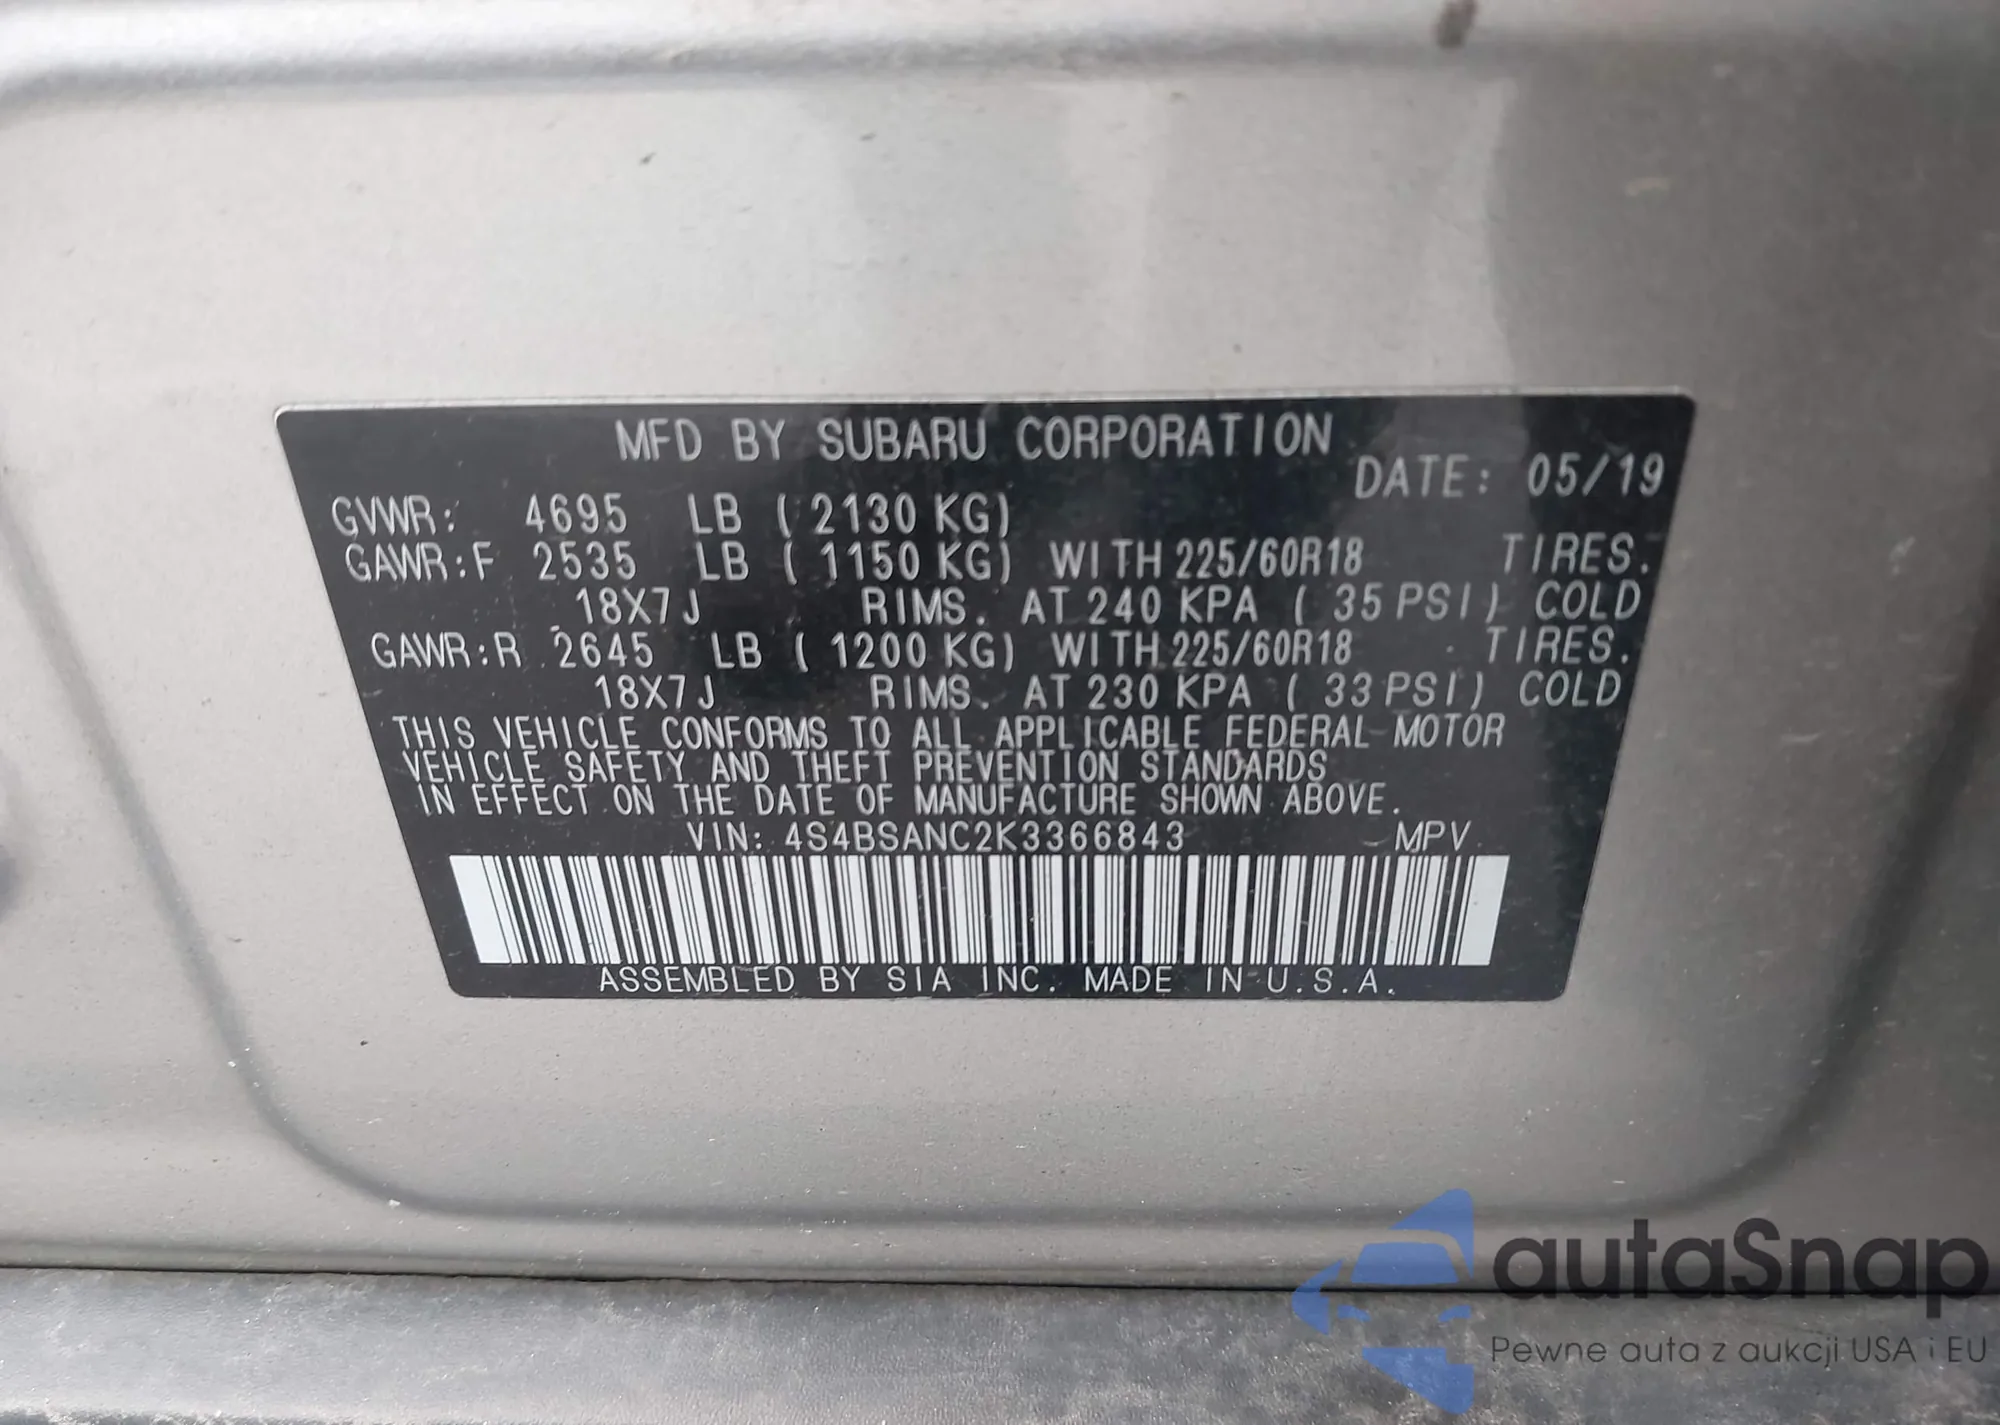 MFD BY SUBARU CORPORATION
DATE: 05/19
GVWR: 4695 LB (2130 KG)
GAWR:F 2535 LB (1150 KG) WITH 225/60R18 TIRES.
18X7J RIMS. AT 240 KPA (35 PSI) COLD
GAWR:R 2645 LB (1200 KG) WITH 225/60R18 TIRES.
18X7J RIMS. AT 230 KPA (33 PSI) COLD
THIS VEHICLE CONFORMS TO ALL APPLICABLE FEDERAL MOTOR
VEHICLE SAFETY AND THEFT PREVENTION STANDARDS
IN EFFECT ON THE DATE OF MANUFACTURE SHOWN ABOVE.
VIN: 4S4BSANC2K3366843 MPV
ASSEMBLED BY SIA INC. MADE IN U.S.A.
autaSnap
Pewne auta z aukcji USA i EU